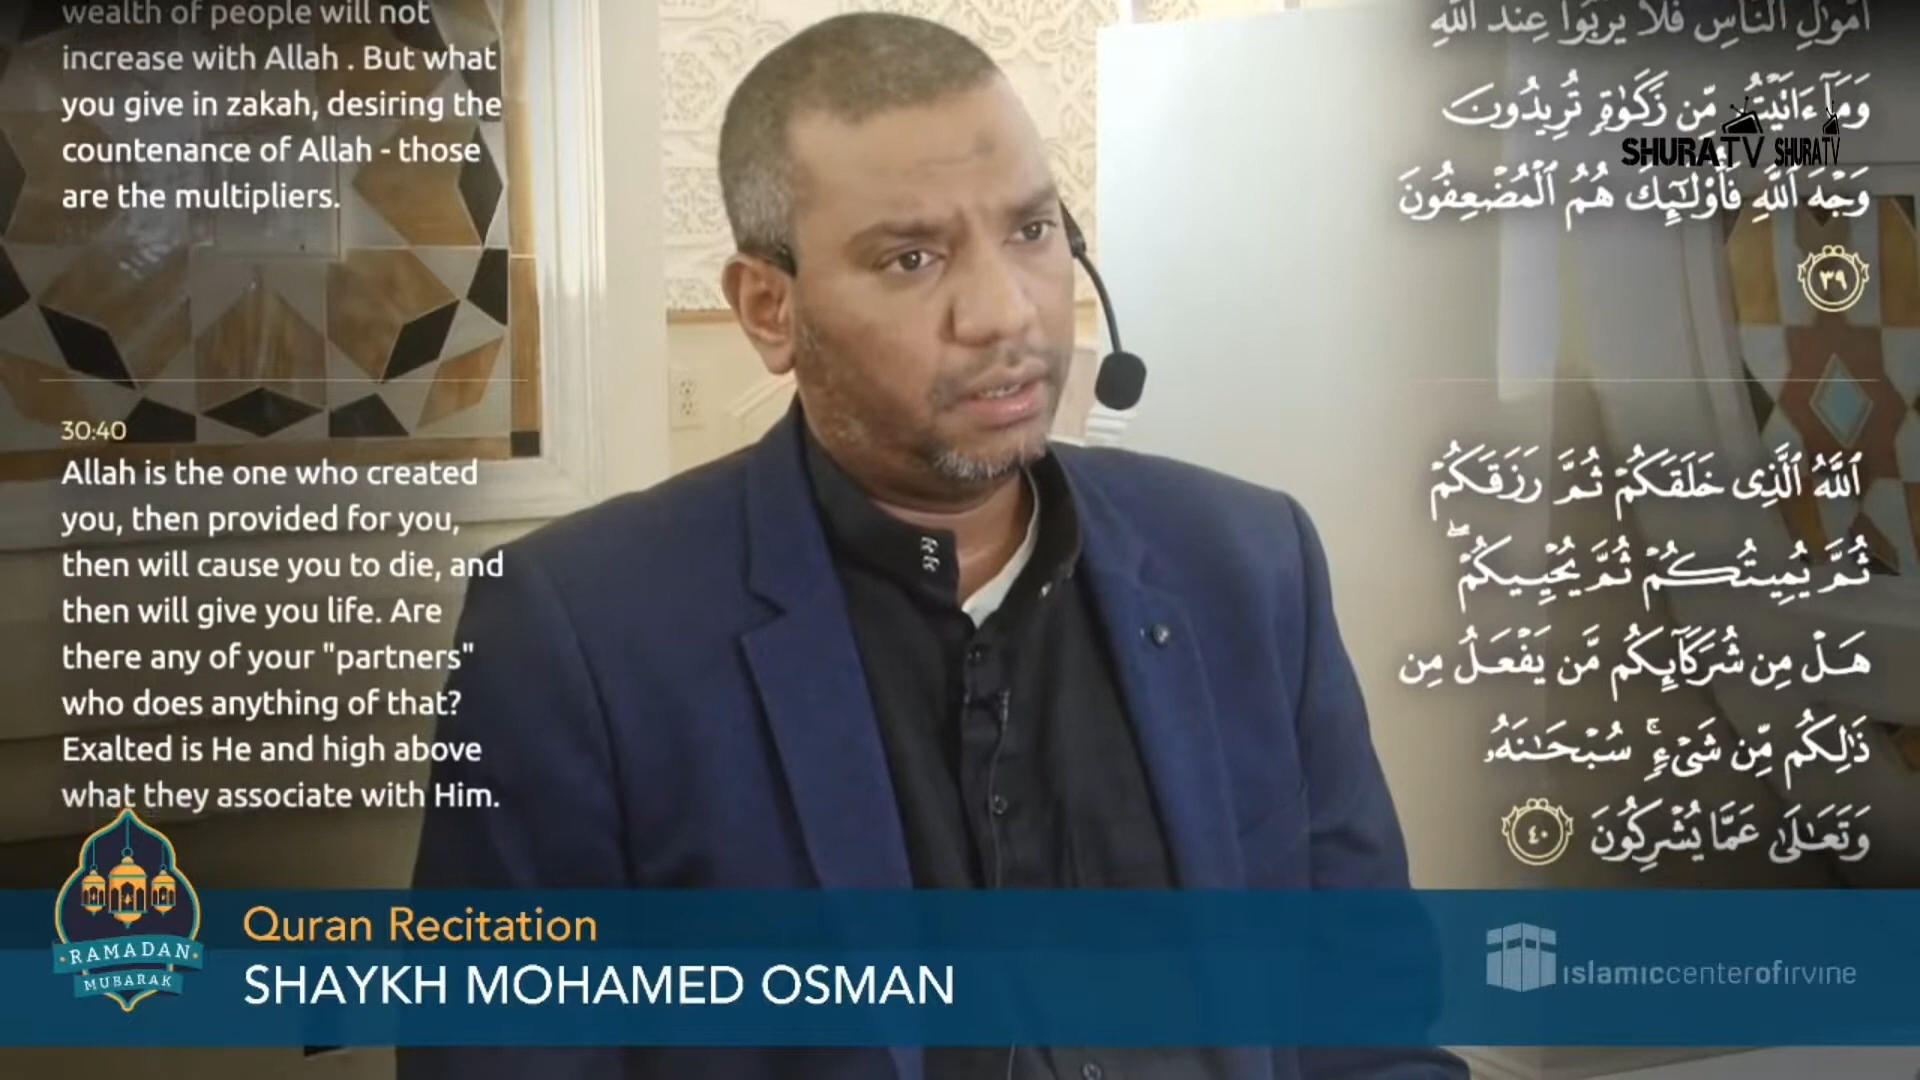 wealth of people will not
increase with Allah . But what
you give in zakah, desiring the
countenance of Allah - those
are the multipliers.
30:40
Allah is the one who created
you, then provided for you,
then will cause you to die, and
then will give you life. Are
there any of your "partners"
who does anything of that?
Exalted is He and high above
what they associate with Him.
أَمْوَٰلِ ٱلنَّاسِ فَلَا يَرْبُوا۟ عِندَ ٱللَّهِ
وَمَآ ءَاتَيْتُم مِّن زَكَوٰةٍ تُرِيدُونَ
وَجْهَ ٱللَّهِ فَأُو۟لَٰٓئِكَ هُمُ ٱلْمُضْعِفُونَ
٣٩
ٱللَّهُ ٱلَّذِى خَلَقَكُمْ ثُمَّ رَزَقَكُمْ
ثُمَّ يُمِيتُكُمْ ثُمَّ يُحْيِيكُمْ ۖ
هَلْ مِن شُرَكَآئِكُم مَّن يَفْعَلُ مِن
ذَٰلِكُم مِّن شَىْءٍ ۚ سُبْحَٰنَهُۥ
وَتَعَٰلَىٰ عَمَّا يُشْرِكُونَ ٤٠
SHURA TV SHURA TV
RAMADAN
MUBARAK
Quran Recitation
SHAYKH MOHAMED OSMAN
islamiccenterofirvine